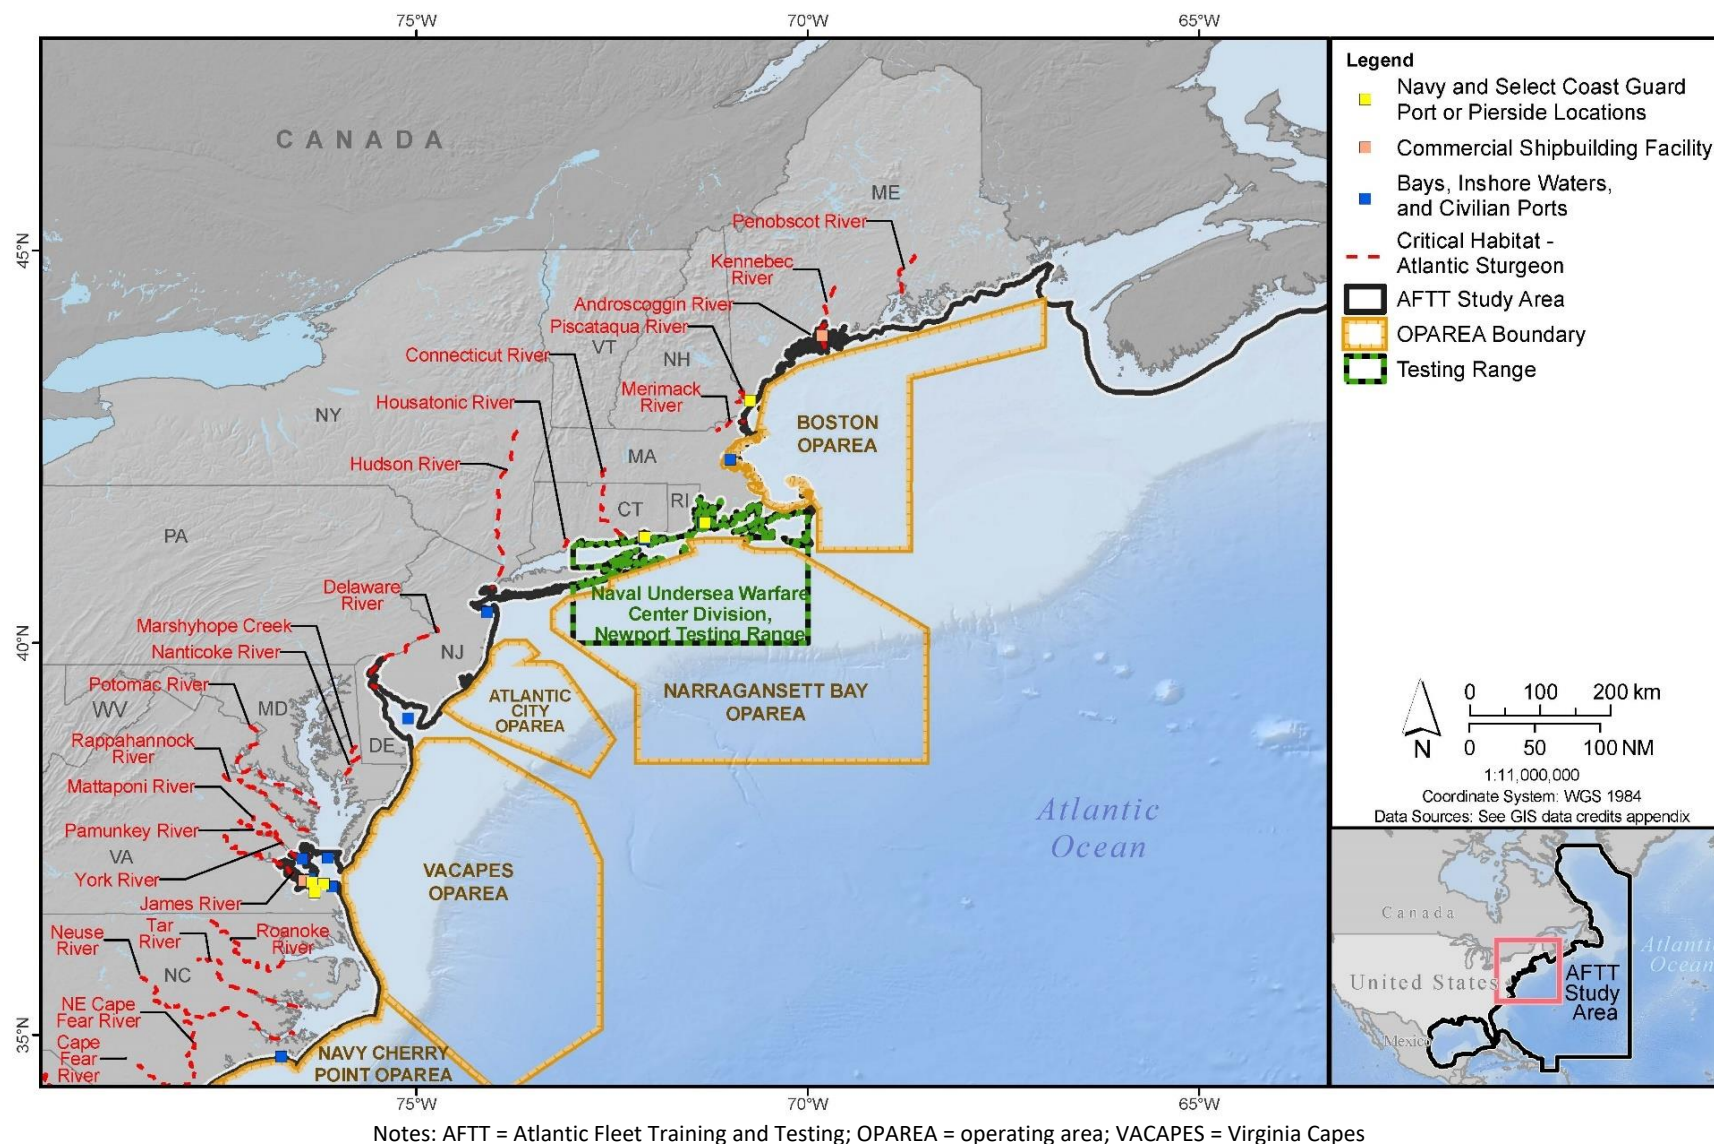 75°W
70°W
65°W
CANADA
ME
Penobscot River
45°N
Kennebec
River
Androscoggin River
Piscataqua River
VT
NH
Connecticut River
Merrimack
River
Housatonic River
NY
BOSTON
OPAREA
MA
Hudson River
RI
CT
PA
Delaware
River
Naval Undersea Warfare
Center Division,
Newport Testing Range
Marshyhope Creek
40°N
NJ
Nanticoke River
Potomac River
NARRAGANSETT BAY
OPAREA
ATLANTIC
CITY
OPAREA
WV
MD
Rappahannock
River
DE
Mattaponi River
Atlantic
Ocean
Pamunkey River
VA
VACAPES
OPAREA
York River
James River
Neuse
River
Tar
River
Roanoke
River
NC
NE Cape
Fear River
35°N
Cape
Fear
River
NAVY CHERRY
POINT OPAREA
75°W
70°W
65°W
Legend
Navy and Select Coast Guard
Port or Pierside Locations
Commercial Shipbuilding Facility
Bays, Inshore Waters,
and Civilian Ports
Critical Habitat -
Atlantic Sturgeon
AFTT Study Area
OPAREA Boundary
Testing Range
N
0 100 200 km
0 50 100 NM
1:11,000,000
Coordinate System: WGS 1984
Data Sources: See GIS data credits appendix
Canada
Atlantic
Ocean
United States
AFTT
Study
Area
Mexico
Notes: AFTT = Atlantic Fleet Training and Testing; OPAREA = operating area; VACAPES = Virginia Capes